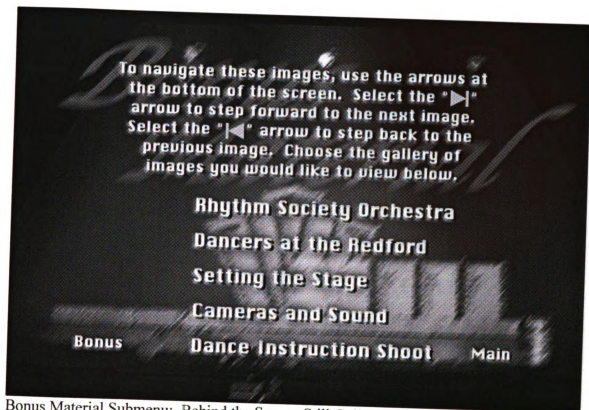 To navigate these images, use the arrows at
the bottom of the screen. Select the "▶|"
arrow to step forward to the next image.
Select the "|◀" arrow to step back to the
previous image. Choose the gallery of
images you would like to view below.
Rhythm Society Orchestra
Dancers at the Redford
Setting the Stage
Cameras and Sound
Bonus Dance Instruction Shoot Main
Bonus Material Submenu: Behind the Scenes Still